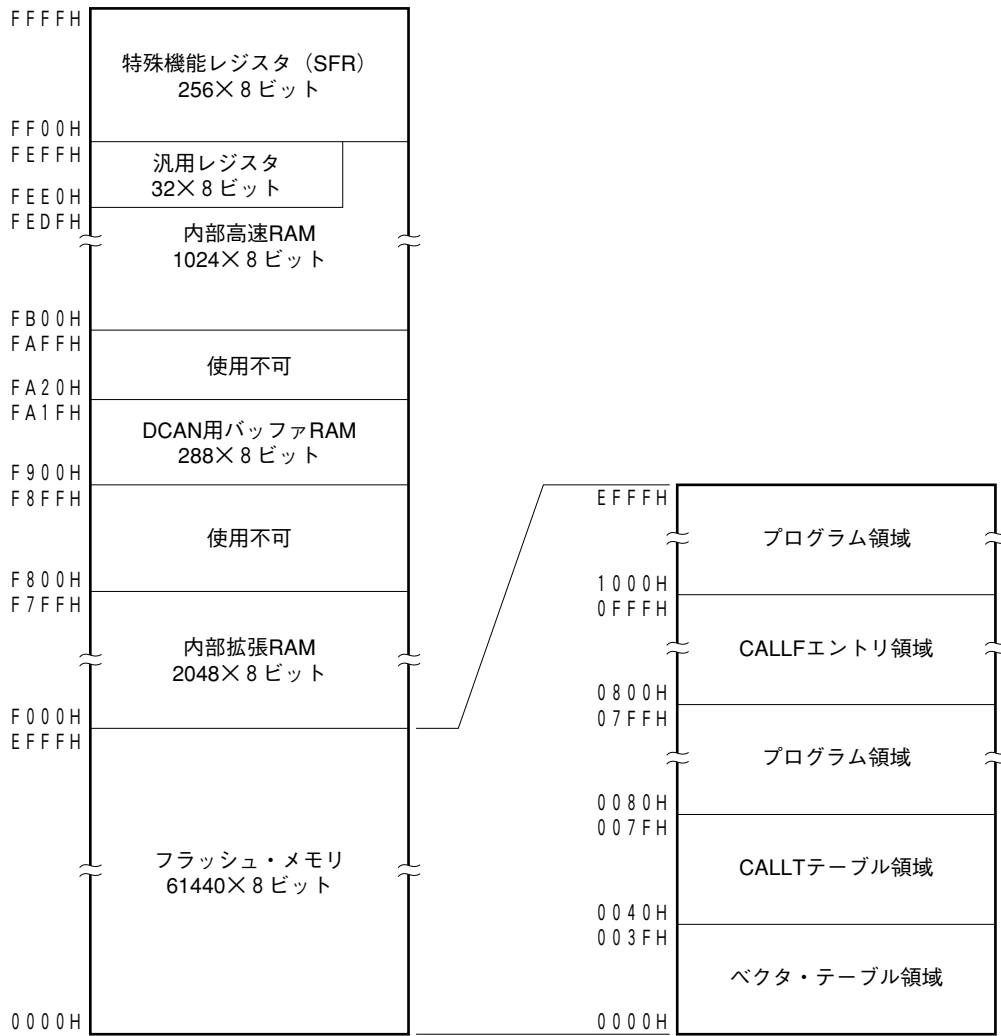 FFFFH
特殊機能レジスタ（SFR）
256×8ビット
FF00H
FEFFH
汎用レジスタ
32×8ビット
FEE0H
FEDFH
内部高速RAM
1024×8ビット
FB00H
FAFFH
使用不可
FA20H
FA1FH
DCAN用バッファRAM
288×8ビット
F900H
F8FFH
使用不可
F800H
F7FFH
内部拡張RAM
2048×8ビット
F000H
EFFFH
フラッシュ・メモリ
61440×8ビット
0000H
EFFFH
プログラム領域
1000H
0FFFH
CALLFエントリ領域
0800H
07FFH
プログラム領域
0080H
007FH
CALLTテーブル領域
0040H
003FH
ベクタ・テーブル領域
0000H